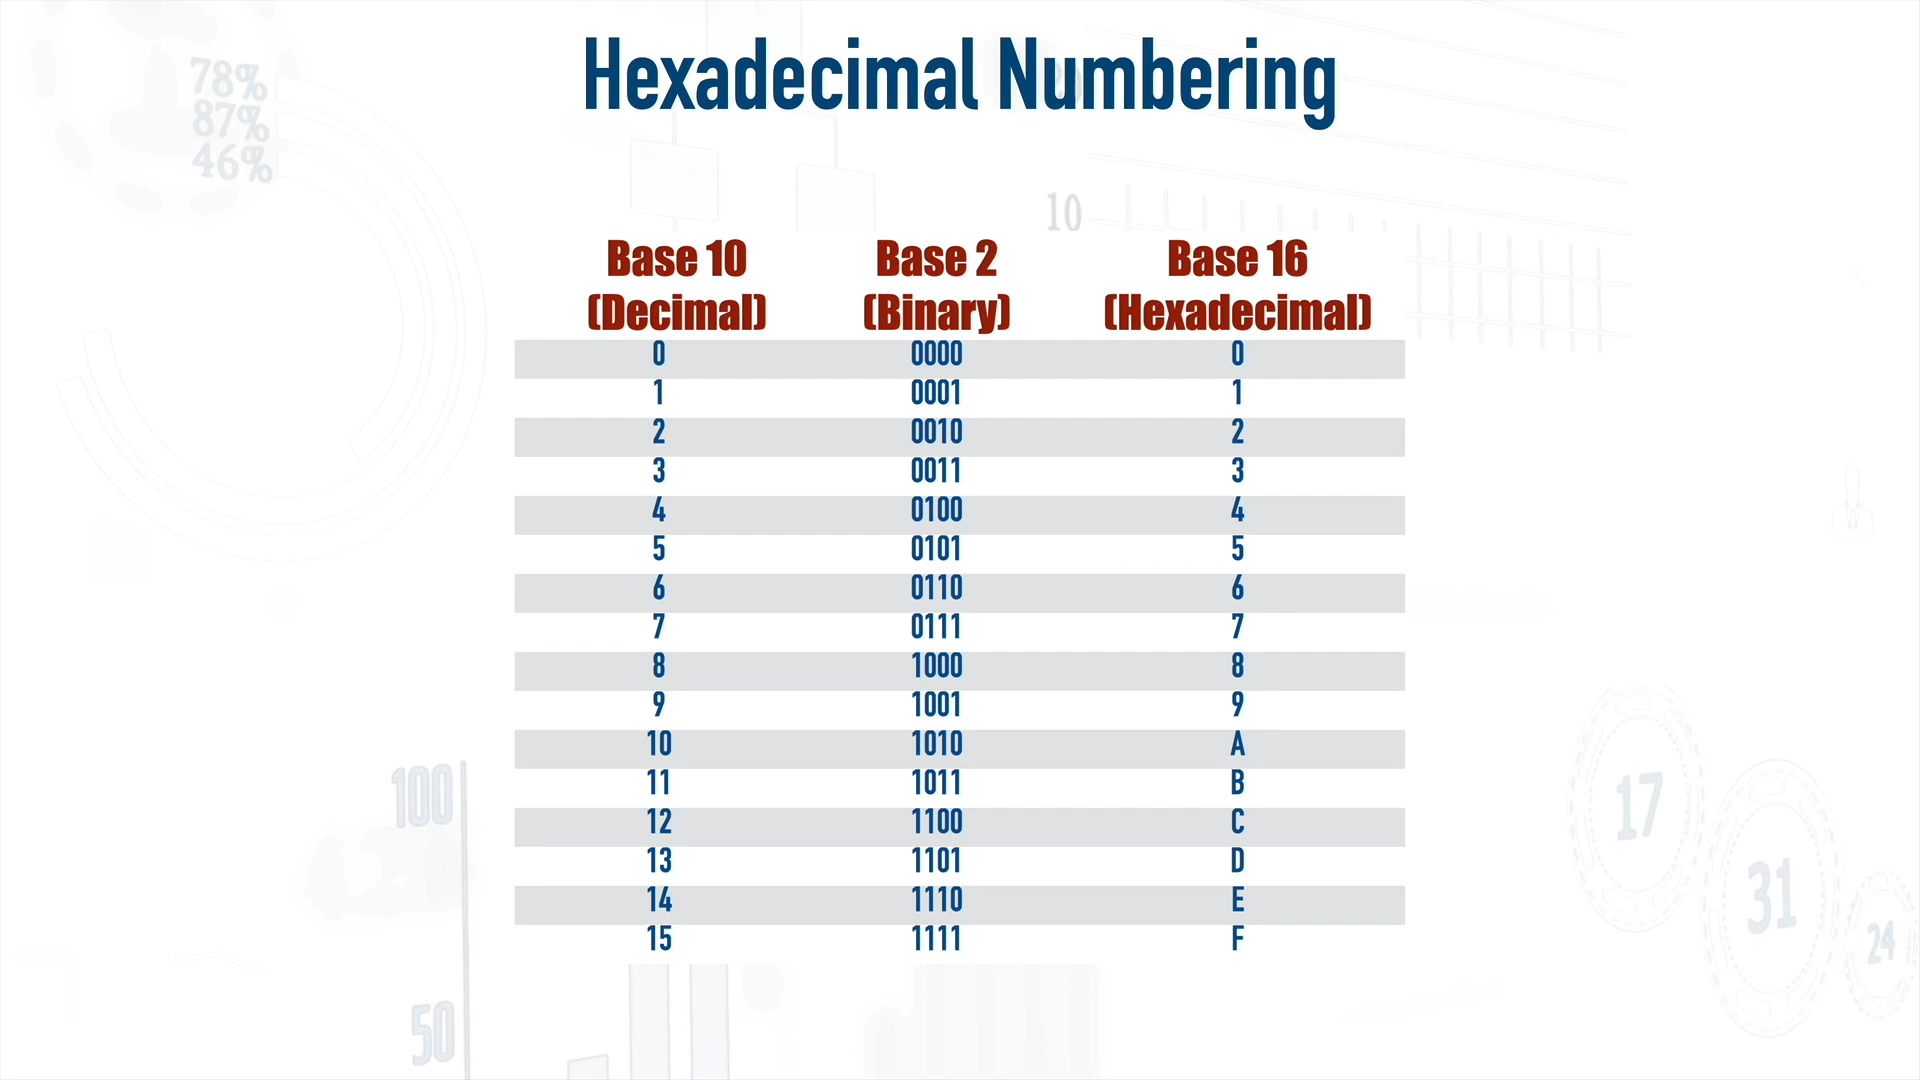 Hexadecimal Numbering
78%
87%
46%
10
Base 10 Base 2 Base 16
(Decimal) (Binary) (Hexadecimal)
0 0000 0
1 0001 1
2 0010 2
3 0011 3
4 0100 4
5 0101 5
6 0110 6
7 0111 7
8 1000 8
9 1001 9
10 1010 A
11 1011 B
12 1100 C
13 1101 D
14 1110 E
15 1111 F
100
50
17
31
24